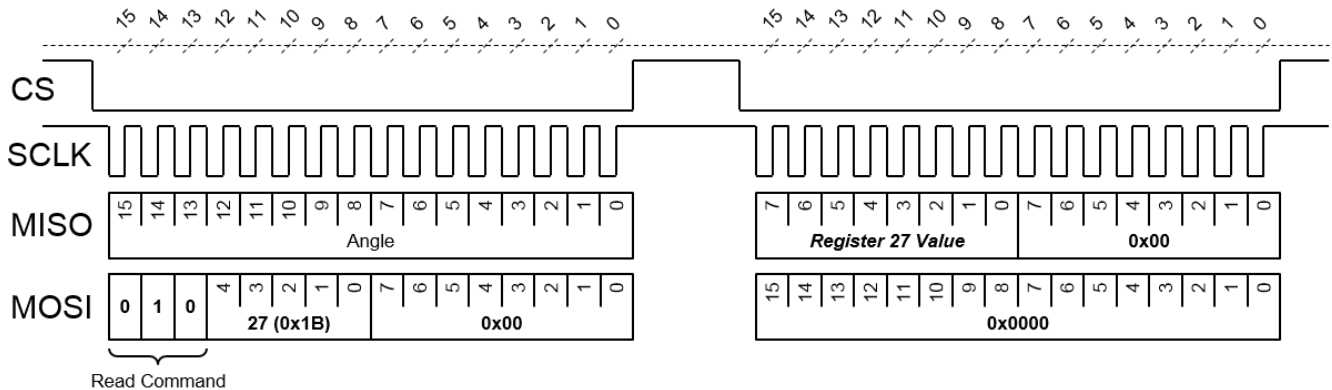 15 14 13 12 11 10 9 8 7 6 5 4 3 2 1 0 15 14 13 12 11 10 9 8 7 6 5 4 3 2 1 0
CS
SCLK
MISO 15 14 13 12 11 10 9 8 7 6 5 4 3 2 1 0 7 6 5 4 3 2 1 0 7 6 5 4 3 2 1 0
Angle Register 27 Value 0x00
MOSI 0 1 0 4 3 2 1 0 7 6 5 4 3 2 1 0 15 14 13 12 11 10 9 8 7 6 5 4 3 2 1 0
27 (0x1B) 0x00 0x0000
Read Command